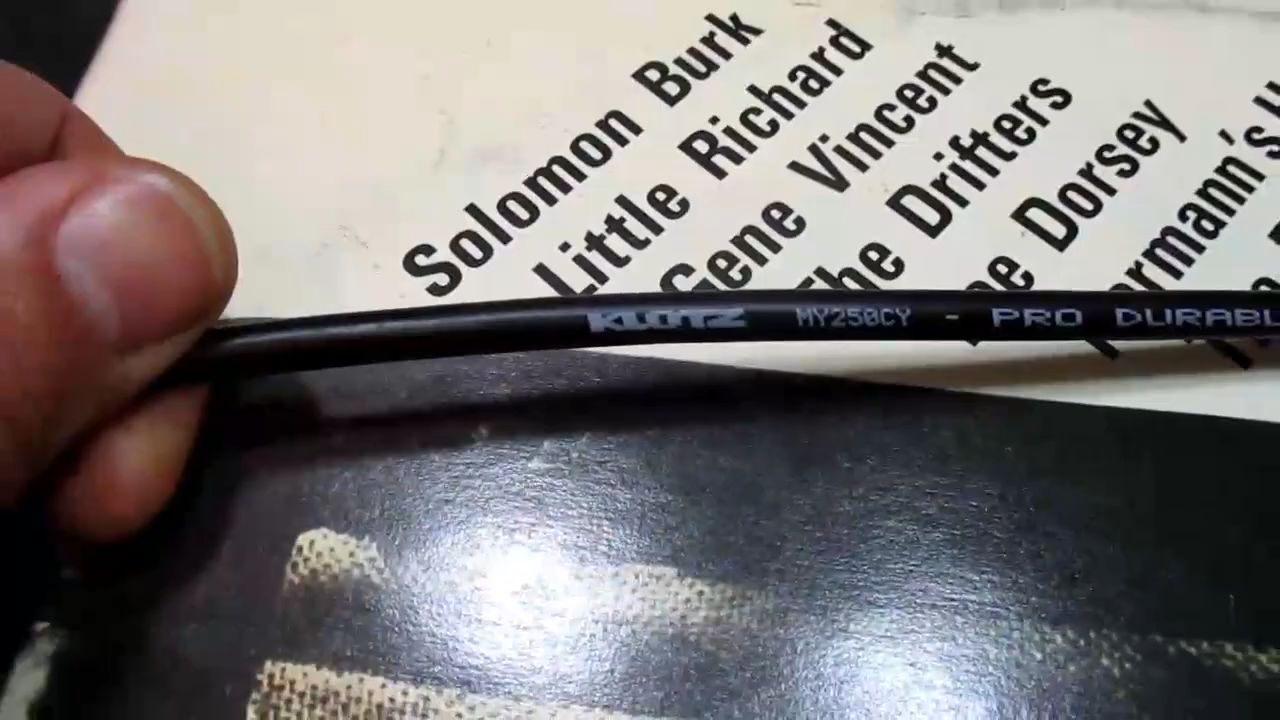 Solomon Burk
Little Richard
Gene Vincent
The Drifters
Dorsey
KLOTZ MY250CY - PRO DURABL